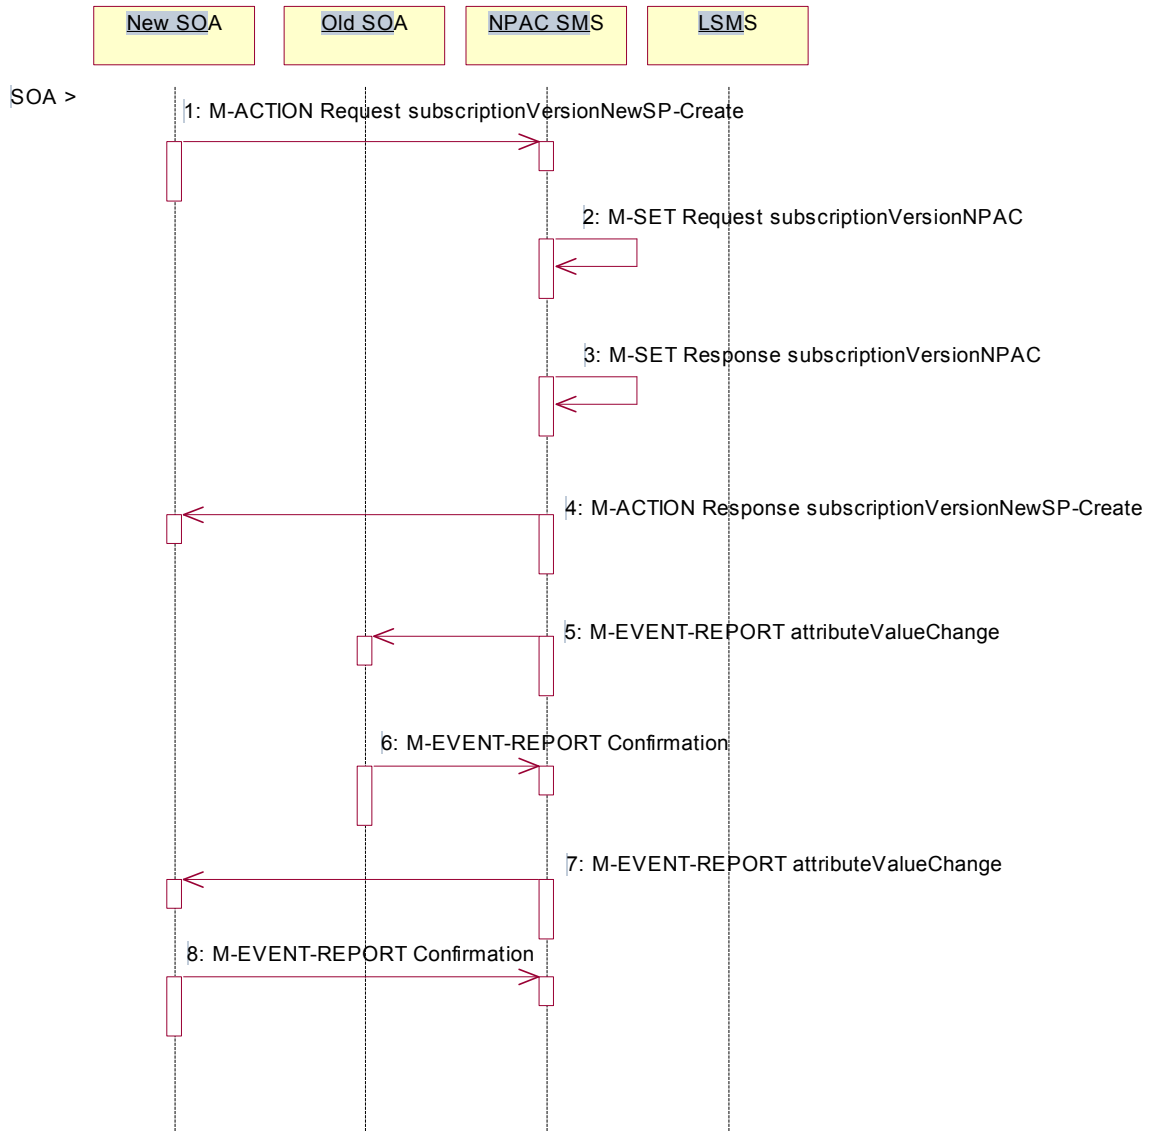 New SOA
Old SOA
NPAC SMS
LSMS
SOA >
1: M-ACTION Request subscriptionVersionNewSP-Create
2: M-SET Request subscriptionVersionNPAC
3: M-SET Response subscriptionVersionNPAC
4: M-ACTION Response subscriptionVersionNewSP-Create
5: M-EVENT-REPORT attributeValueChange
6: M-EVENT-REPORT Confirmation
7: M-EVENT-REPORT attributeValueChange
8: M-EVENT-REPORT Confirmation